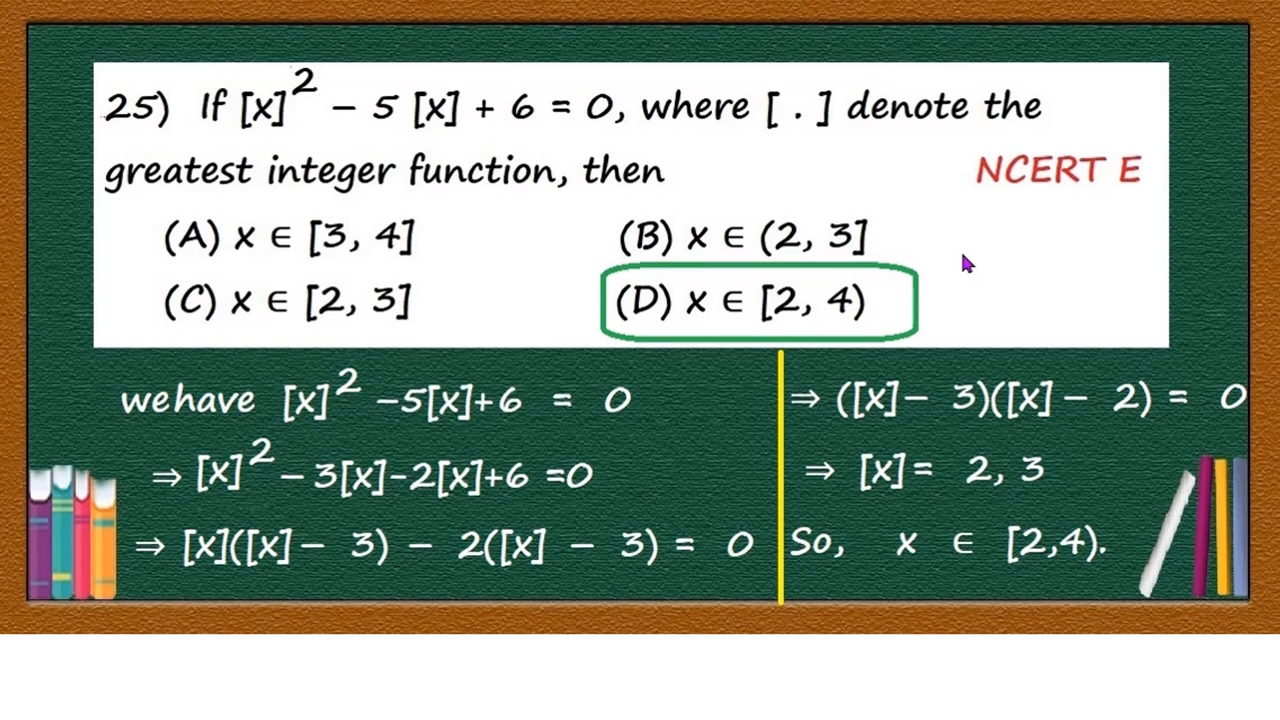 25) If [x]² − 5 [x] + 6 = 0, where [ . ] denote the
greatest integer function, then
NCERT E
(A) x ∈ [3, 4]
(B) x ∈ (2, 3]
(C) x ∈ [2, 3]
(D) x ∈ [2, 4)
wehave [x]² −5[x]+6 = 0
⇒ [x]² − 3[x]−2[x]+6 =0
⇒ [x]([x]− 3) − 2([x] − 3) = 0
⇒ ([x]− 3)([x]− 2) = 0
⇒ [x]= 2, 3
So, x ∈ [2,4).